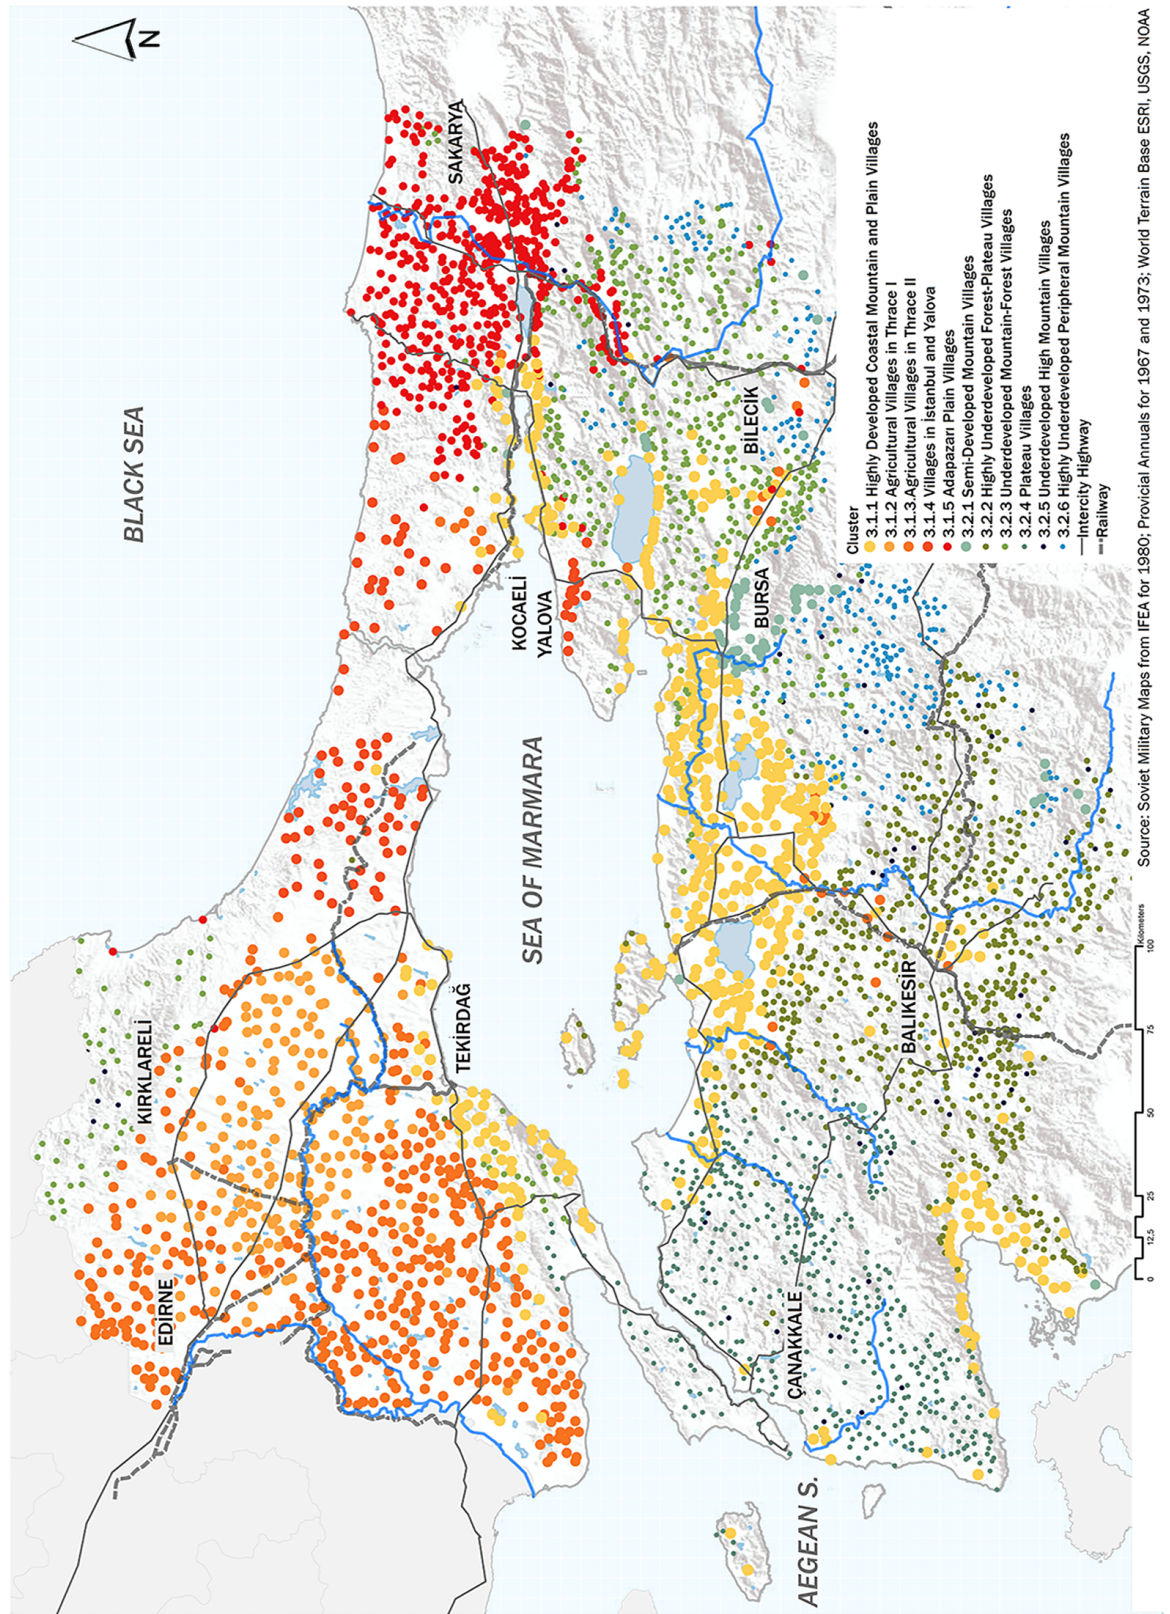 N
BLACK SEA
SAKARYA
KIRKLARELİ
EDİRNE
TEKİRDAĞ
KOCAELİ
YALOVA
SEA OF MARMARA
BİLECİK
BURSA
BALIKESİR
ÇANAKKALE
AEGEAN S.
Cluster
3.1.1 Highly Developed Coastal Mountain and Plain Villages
3.1.2 Agricultural Villages in Thrace I
3.1.3.Agricultural Villages in Thrace II
3.1.4 Villages in İstanbul and Yalova
3.1.5 Adapazarı Plain Villages
3.2.1 Semi-Developed Mountain Villages
3.2.2 Highly Underdeveloped Forest-Plateau Villages
3.2.3 Underdeveloped Mountain-Forest Villages
3.2.4 Plateau Villages
3.2.5 Underdeveloped High Mountain Villages
3.2.6 Highly Underdeveloped Peripheral Mountain Villages
Intercity Highway
Railway
0 12,5 25 50 75 100
Kilometers
Source: Soviet Military Maps from IFEA for 1980; Provicial Annuals for 1967 and 1973; World Terrain Base ESRI, USGS, NOAA